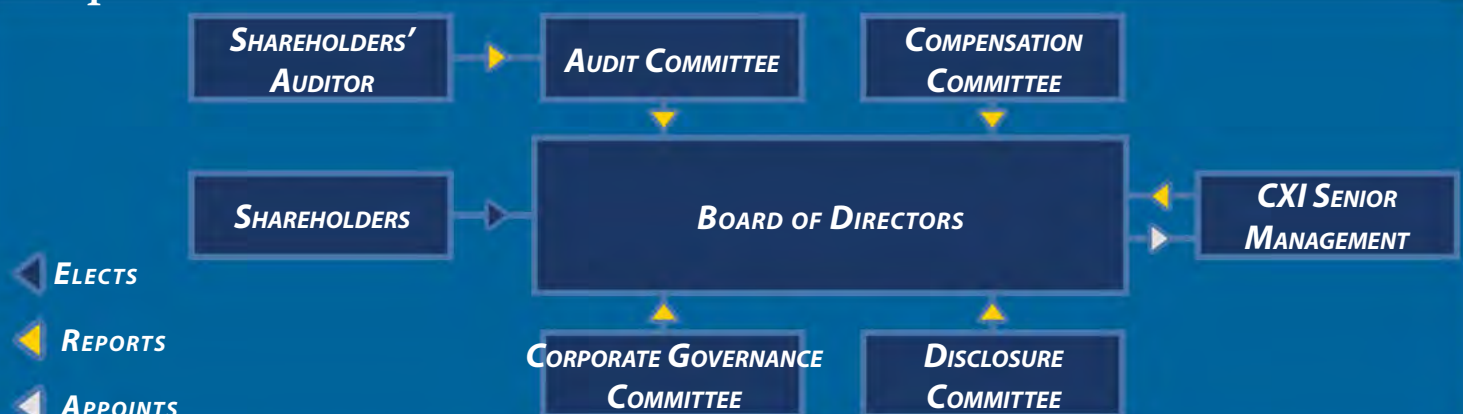 SHAREHOLDERS'
AUDITOR
AUDIT COMMITTEE
COMPENSATION
COMMITTEE
SHAREHOLDERS
BOARD OF DIRECTORS
CXI SENIOR
MANAGEMENT
ELECTS
REPORTS
APPOINTS
CORPORATE GOVERNANCE
COMMITTEE
DISCLOSURE
COMMITTEE